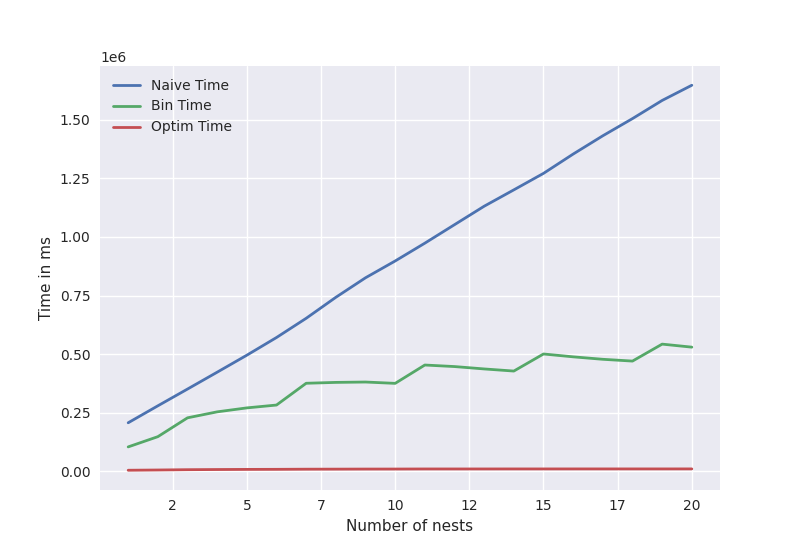 1e6
Naive Time
Bin Time
Optim Time
1.50
1.25
1.00
0.75
0.50
0.25
0.00
Time in ms
2 5 7 10 12 15 17 20
Number of nests